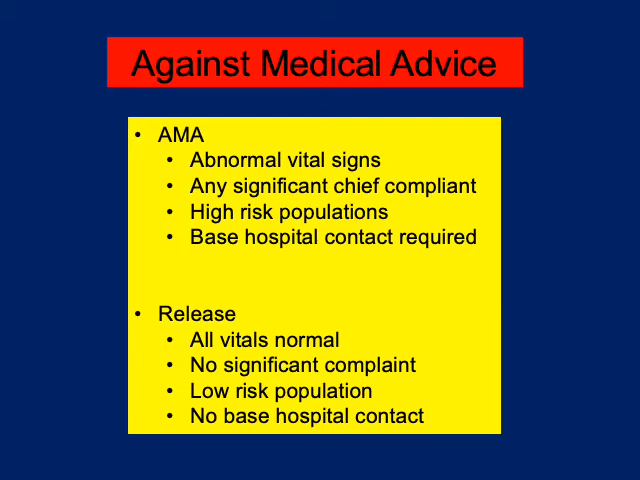 Against Medical Advice
• AMA
• Abnormal vital signs
• Any significant chief compliant
• High risk populations
• Base hospital contact required
• Release
• All vitals normal
• No significant complaint
• Low risk population
• No base hospital contact